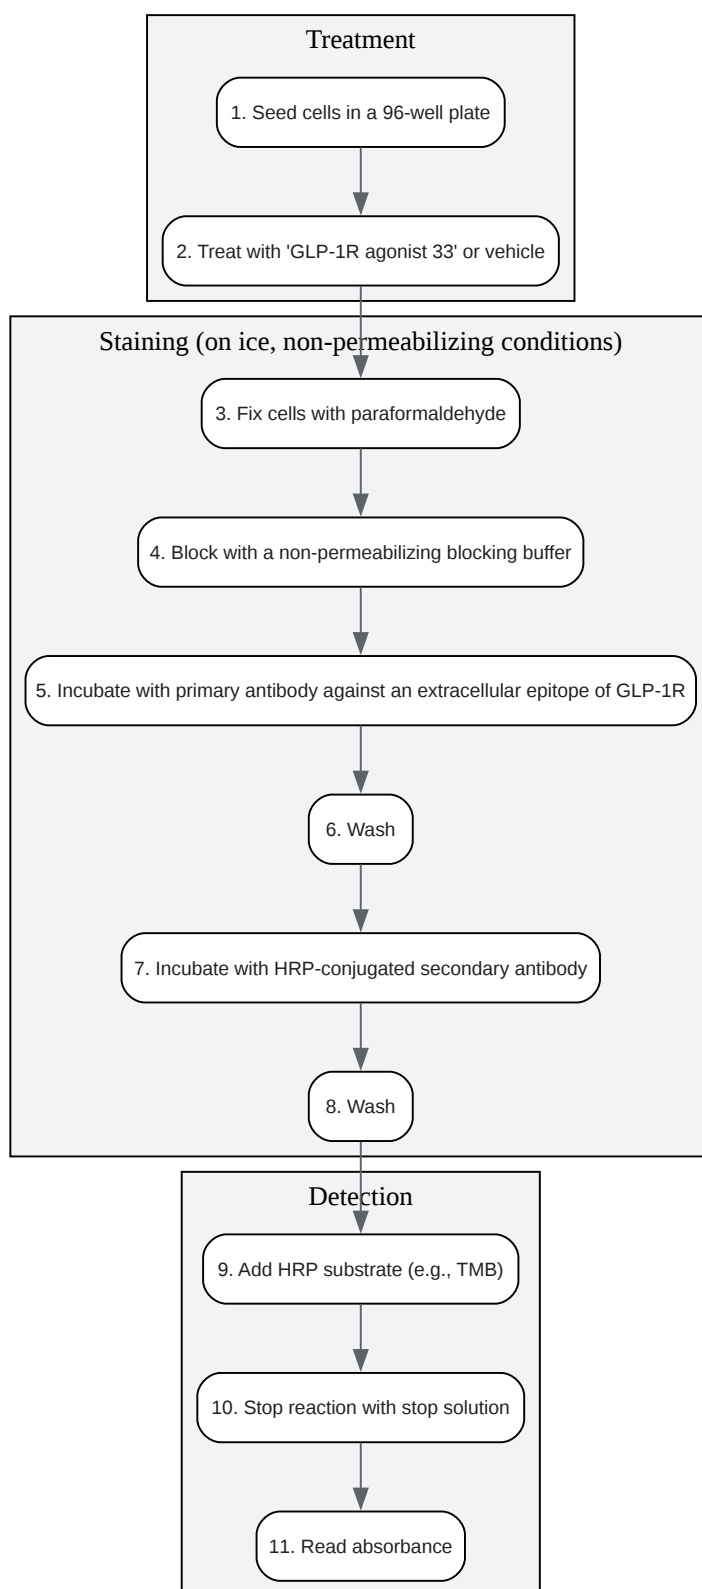 Treatment
1. Seed cells in a 96-well plate
2. Treat with 'GLP-1R agonist 33' or vehicle
Staining (on ice, non-permeabilizing conditions)
3. Fix cells with paraformaldehyde
4. Block with a non-permeabilizing blocking buffer
5. Incubate with primary antibody against an extracellular epitope of GLP-1R
6. Wash
7. Incubate with HRP-conjugated secondary antibody
8. Wash
Detection
9. Add HRP substrate (e.g., TMB)
10. Stop reaction with stop solution
11. Read absorbance